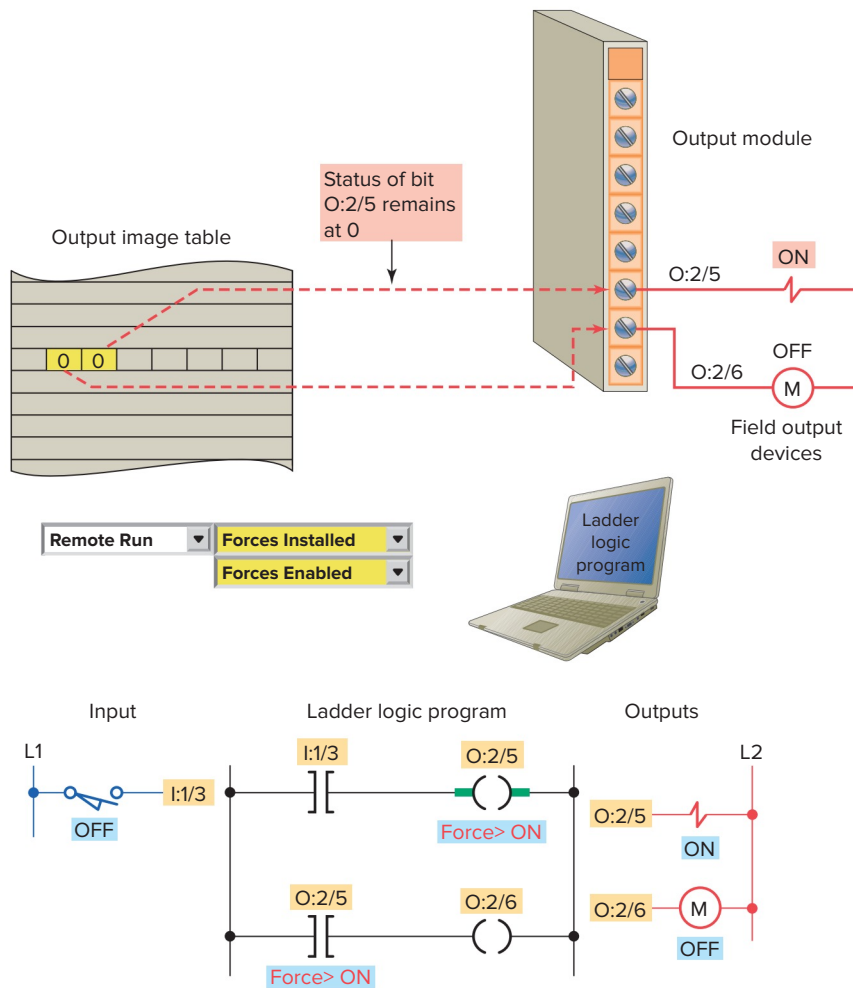 Output module
Status of bit
O:2/5 remains
at 0
Output image table
O:2/5
ON
0 0
OFF
O:2/6
M
Field output
devices
Remote Run
Forces Installed
Forces Enabled
Ladder
logic
program
Input
Ladder logic program
Outputs
L1
I:1/3
O:2/5
L2
I:1/3
OFF
Force> ON
O:2/5
ON
O:2/5
O:2/6
O:2/6
M
OFF
Force> ON